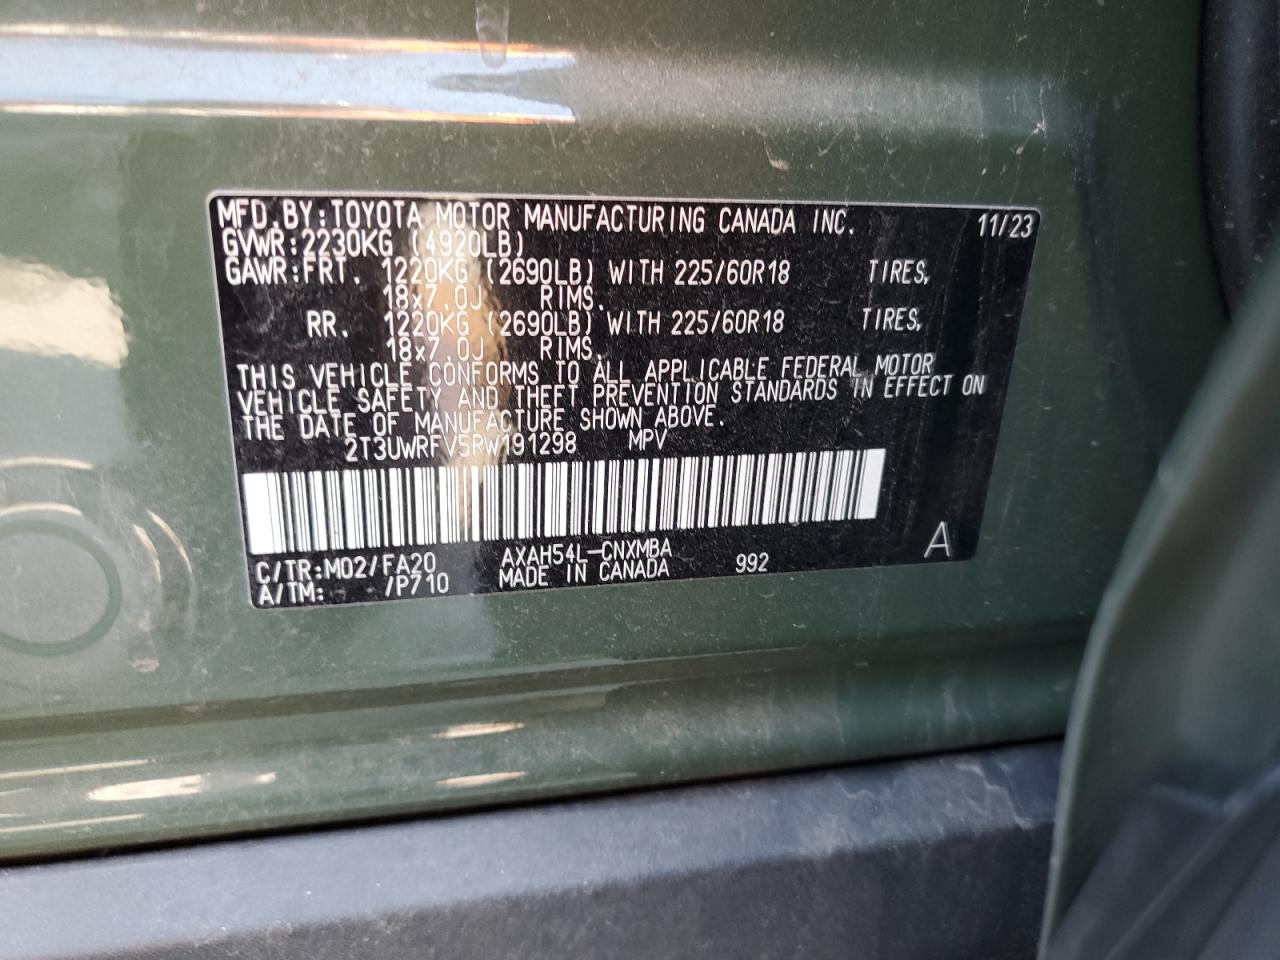 MFD.BY:TOYOTA MOTOR MANUFACTURING CANADA INC. 11/23
GVWR:2230KG (4920LB)
GAWR:FRT. 1220KG (2690LB) WITH 225/60R18 TIRES,
18x7.0J RIMS.
RR. 1220KG (2690LB) WITH 225/60R18 TIRES,
18x7.0J RIMS.
THIS VEHICLE CONFORMS TO ALL APPLICABLE FEDERAL MOTOR
VEHICLE SAFETY AND THEFT PREVENTION STANDARDS IN EFFECT ON
THE DATE OF MANUFACTURE SHOWN ABOVE.
2T3UWRFV5RW191298 MPV
C/TR:M02/FA20 AXAH54L-CNXMBA 992 A
A/TM: /P710 MADE IN CANADA